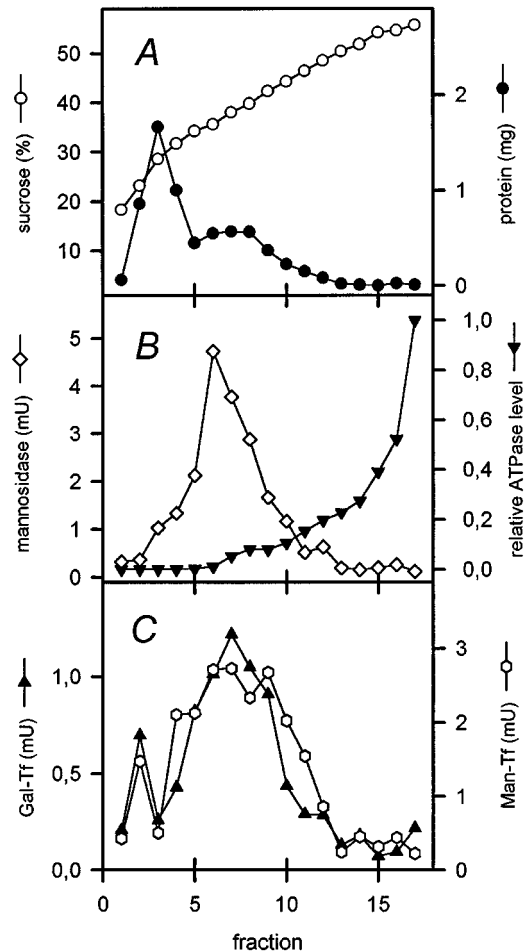 A
50
40
30
20
10
sucrose (%)
2
1
0
protein (mg)
B
5
4
3
2
1
0
mannosidase (mU)
1,0
0,8
0,6
0,4
0,2
0,0
relative ATPase level
C
1,0
0,5
0,0
Gal-Tf (mU)
3
2
1
0
Man-Tf (mU)
0 5 10 15
fraction